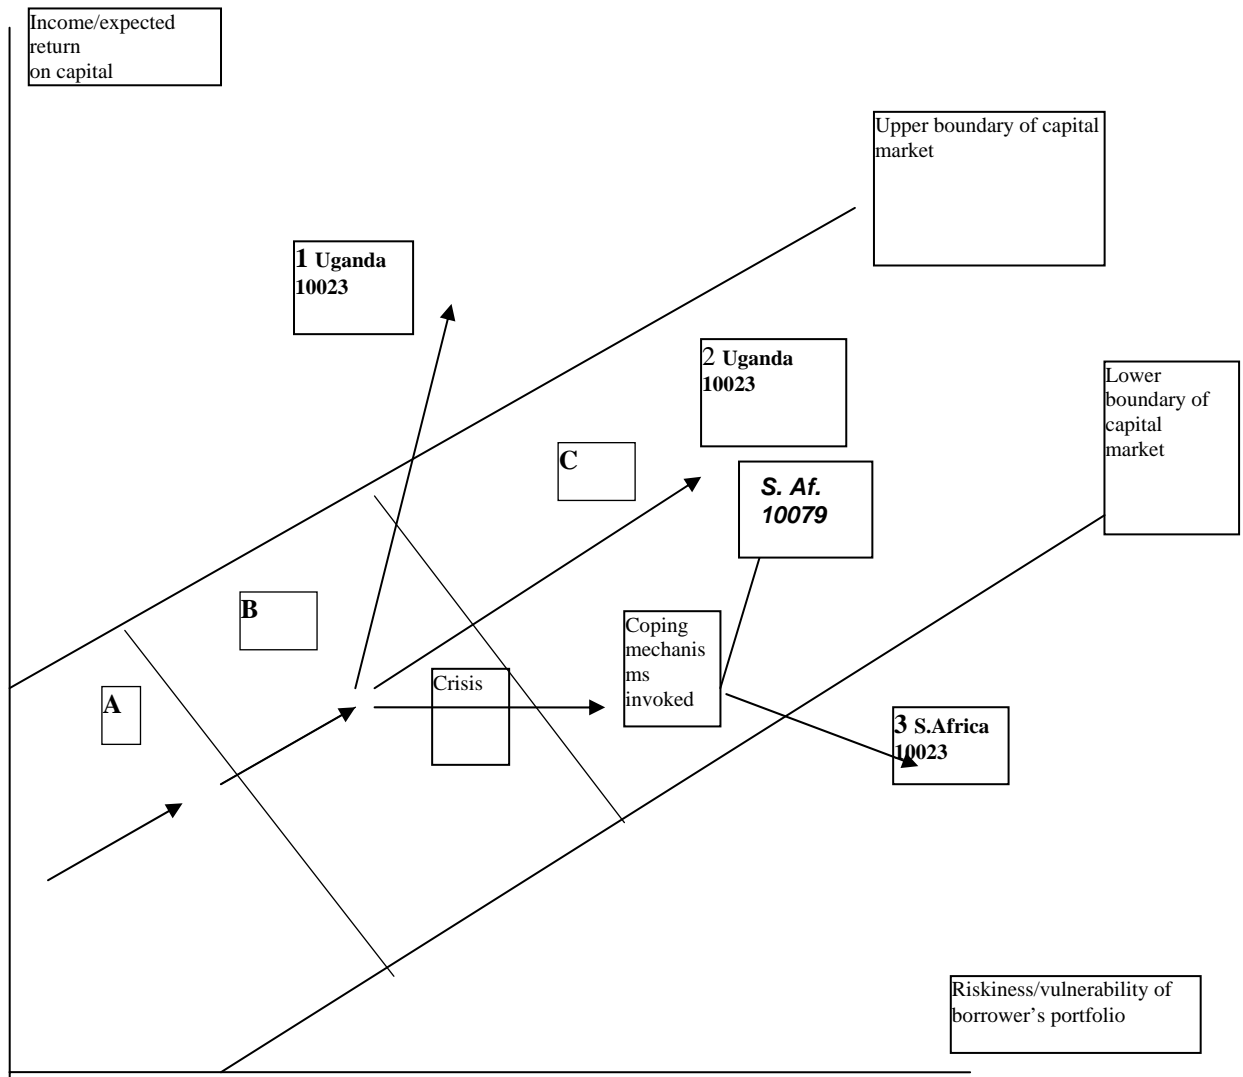 Income/expected
return
on capital
Upper boundary of capital
market
1 Uganda
10023
2 Uganda
10023
Lower
boundary of
capital
market
C
S. Af.
10079
B
Coping
mechanis
ms
invoked
Crisis
A
3 S.Africa
10023
Riskiness/vulnerability of
borrower's portfolio